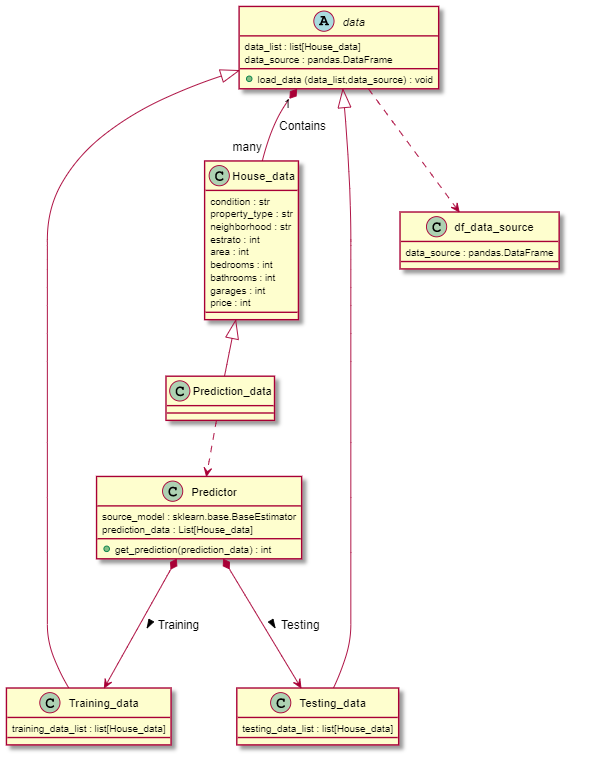 A data
data_list : list[House_data]
data_source : pandas.DataFrame
load_data (data_list,data_source) : void
1
Contains
many
C House_data
condition : str
property_type : str
neighborhood : str
estrato : int
area : int
bedrooms : int
bathrooms : int
garages : int
price : int
C df_data_source
data_source : pandas.DataFrame
C Prediction_data
C Predictor
source_model : sklearn.base.BaseEstimator
prediction_data : List[House_data]
get_prediction(prediction_data) : int
Training
Testing
C Training_data
training_data_list : list[House_data]
C Testing_data
testing_data_list : list[House_data]